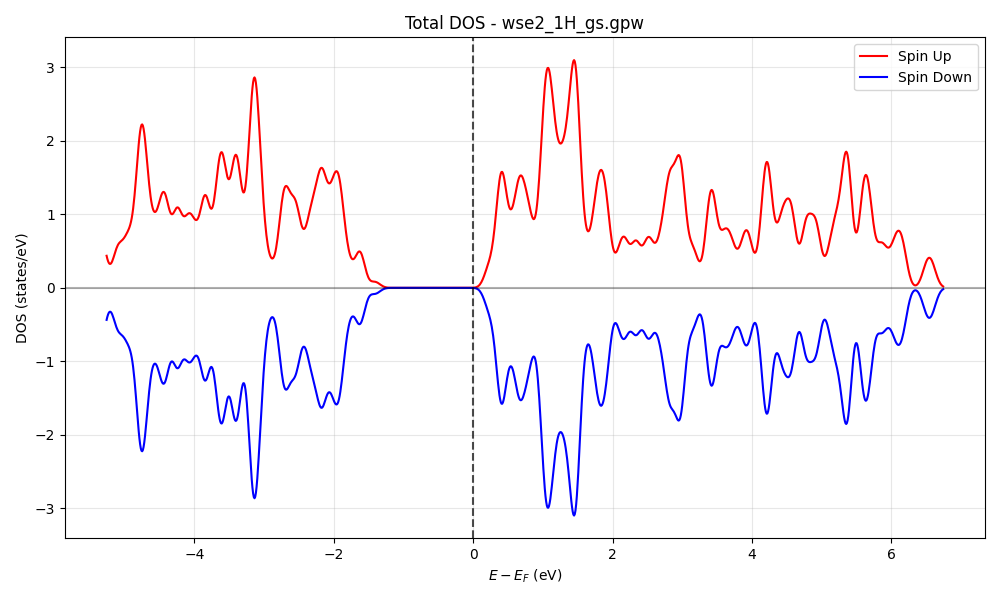 Total DOS - wse2_1H_gs.gpw
Spin Up
Spin Down
DOS (states/eV)
3
2
1
0
−1
−2
−3
−4
−2
0
2
4
6
E − E_F (eV)